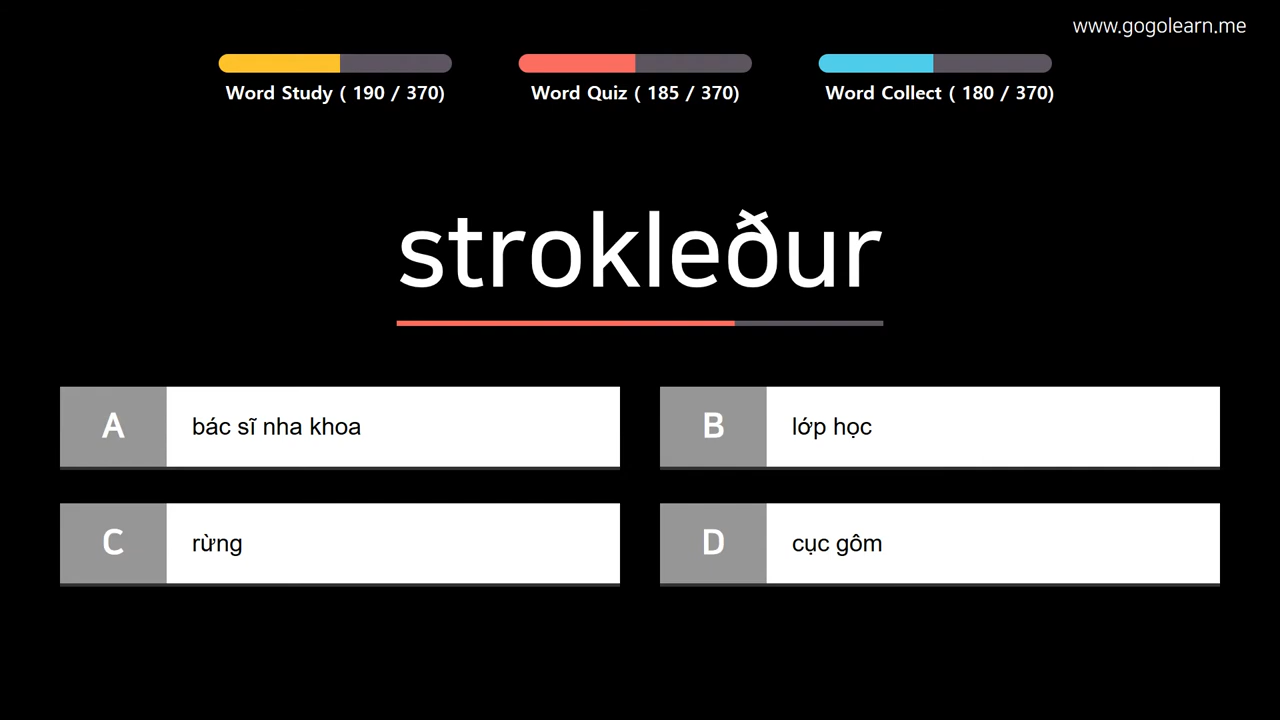 www.gogolearn.me
Word Study ( 190 / 370)
Word Quiz ( 185 / 370)
Word Collect ( 180 / 370)
strokleður
A
bác sĩ nha khoa
B
lớp học
C
rừng
D
cục gôm